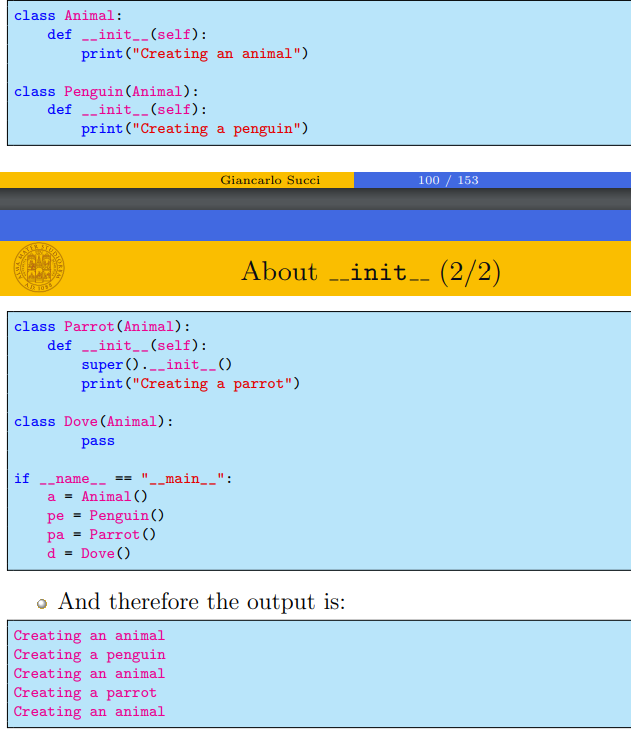 class Animal:
    def __init__(self):
        print("Creating an animal")
class Penguin(Animal):
    def __init__(self):
        print("Creating a penguin")
Giancarlo Succi 100 / 153
About __init__ (2/2)
class Parrot(Animal):
    def __init__(self):
        super().__init__()
        print("Creating a parrot")
class Dove(Animal):
        pass
if __name__ == "__main__":
    a = Animal()
    pe = Penguin()
    pa = Parrot()
    d = Dove()
And therefore the output is:
Creating an animal
Creating a penguin
Creating an animal
Creating a parrot
Creating an animal